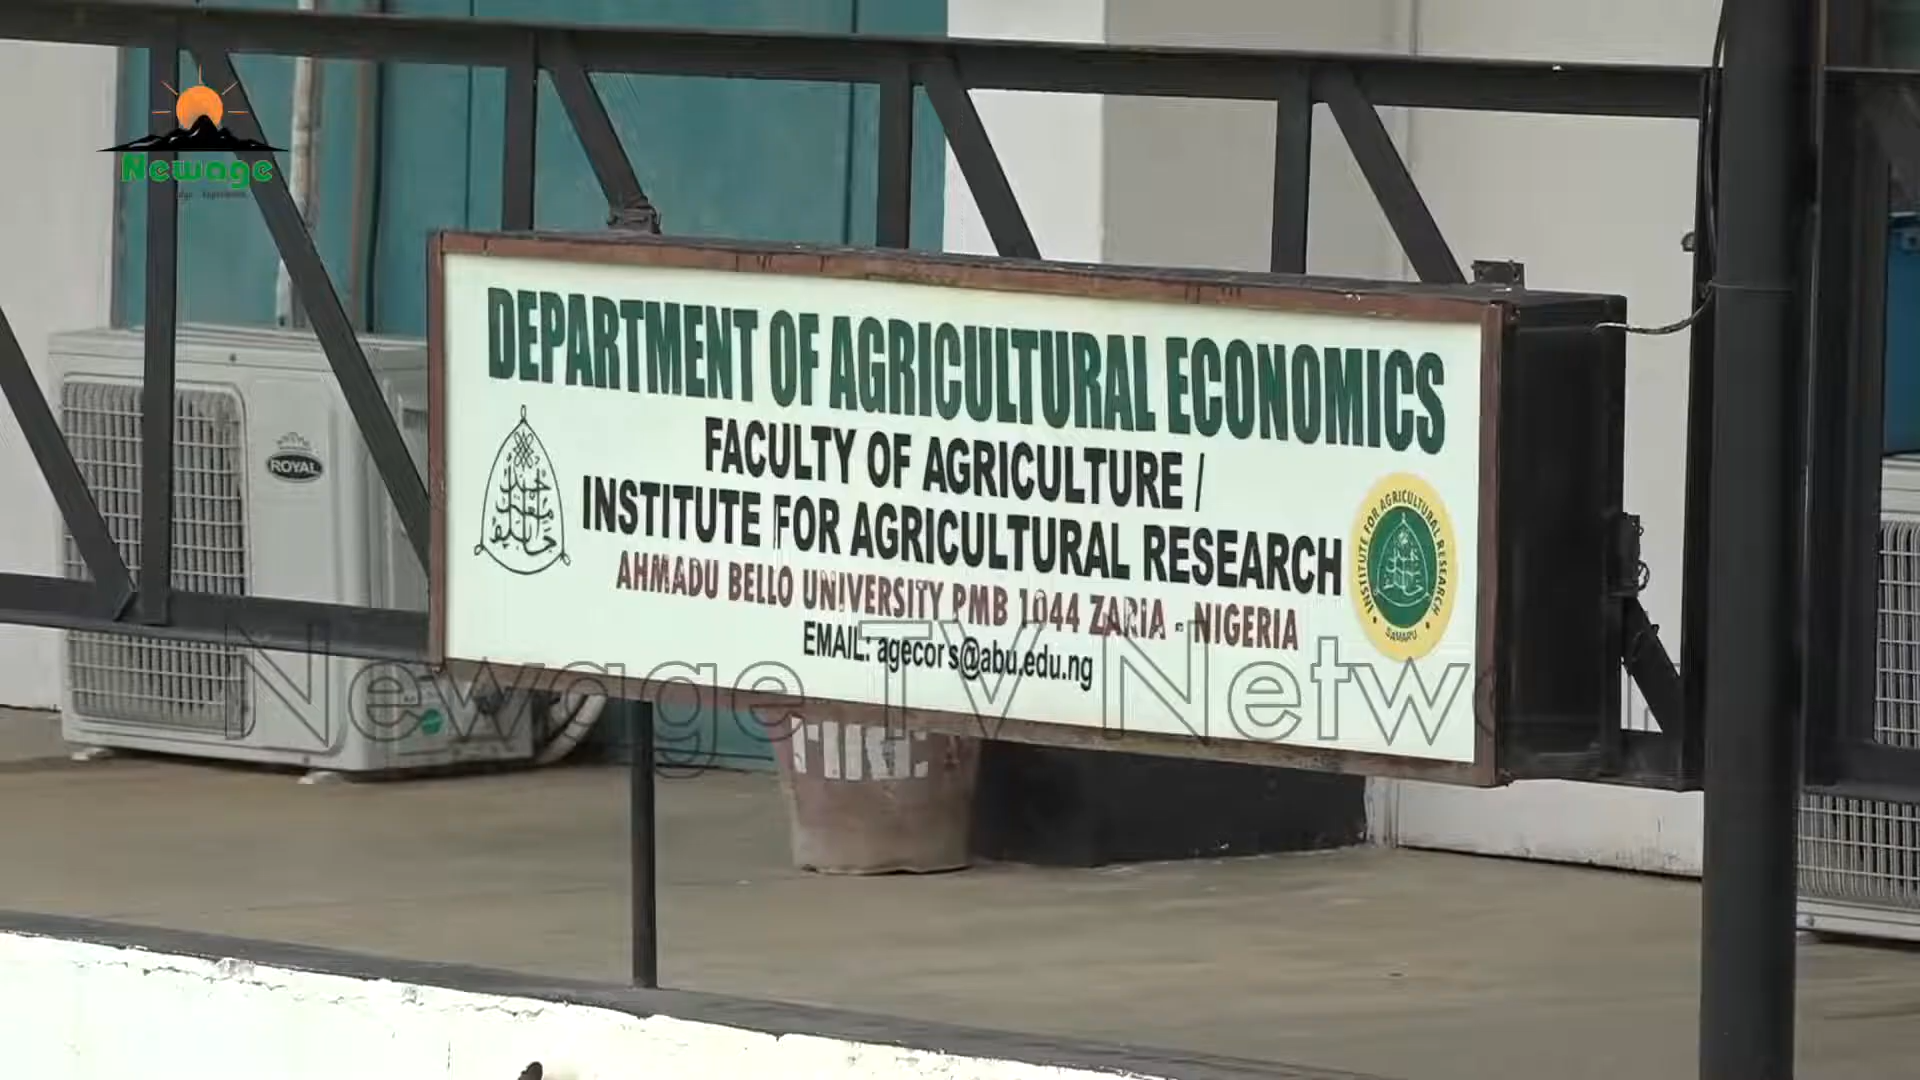 Newage
ROYAL
DEPARTMENT OF AGRICULTURAL ECONOMICS
FACULTY OF AGRICULTURE /
INSTITUTE FOR AGRICULTURAL RESEARCH
AHMADU BELLO UNIVERSITY PMB 1044 ZARIA - NIGERIA
EMAIL: agecors@abu.edu.ng
INSTITUTE FOR AGRICULTURAL RESEARCH
SAMARU
Newage TV Netw
FIRE